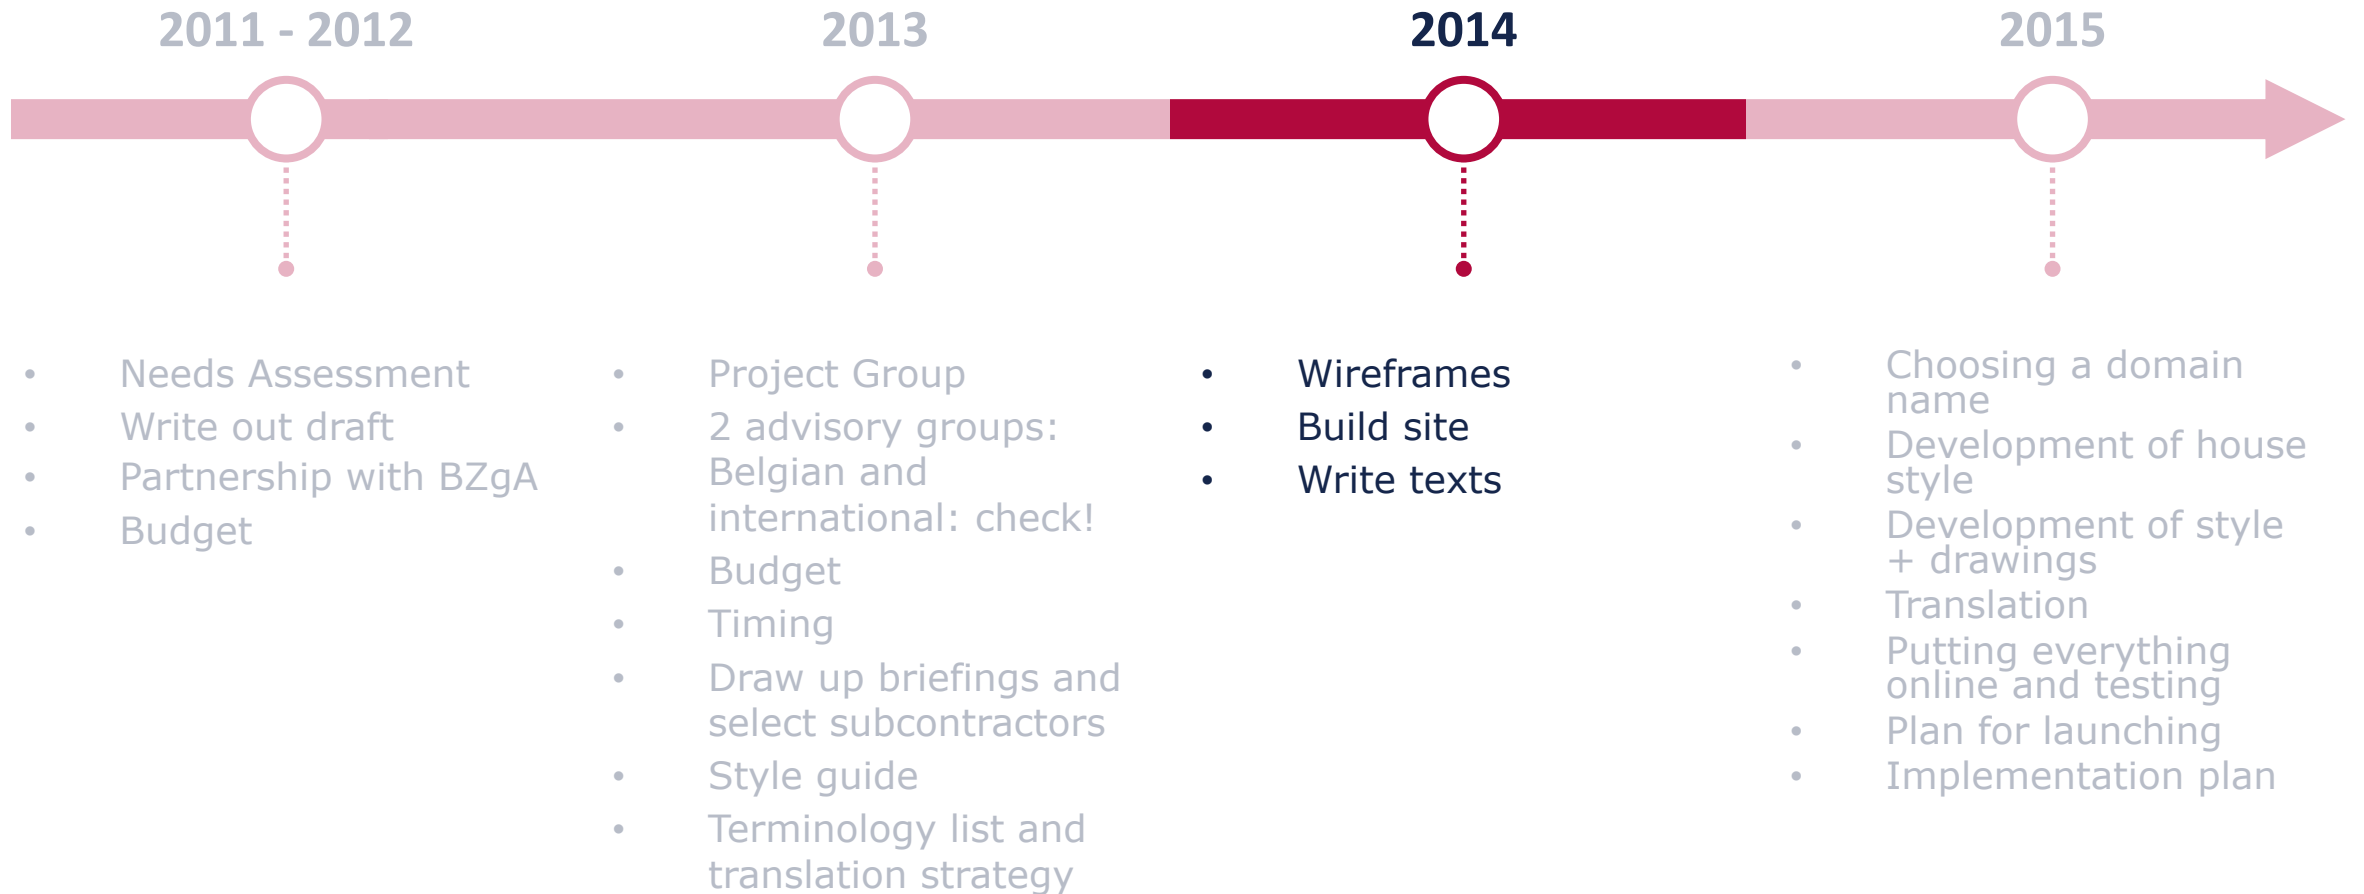 2011 - 2012
• Needs Assessment
• Write out draft
• Partnership with BZgA
• Budget
2013
• Project Group
• 2 advisory groups:
Belgian and
international: check!
• Budget
• Timing
• Draw up briefings and
select subcontractors
• Style guide
• Terminology list and
translation strategy
2014
• Wireframes
• Build site
• Write texts
2015
• Choosing a domain
name
• Development of house
style
• Development of style
+ drawings
• Translation
• Putting everything
online and testing
• Plan for launching
• Implementation plan